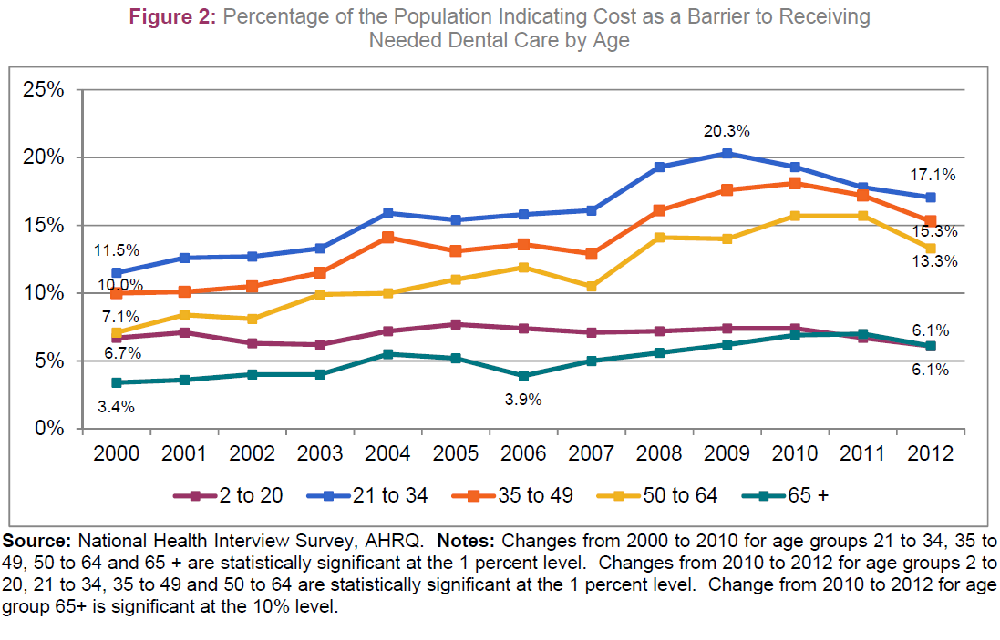 Figure 2: Percentage of the Population Indicating Cost as a Barrier to Receiving
Needed Dental Care by Age
25%
20%
15%
10%
5%
0%
11.5%
10.0%
7.1%
6.7%
3.4%
3.9%
20.3%
17.1%
15.3%
13.3%
6.1%
6.1%
2000 2001 2002 2003 2004 2005 2006 2007 2008 2009 2010 2011 2012
2 to 20 21 to 34 35 to 49 50 to 64 65 +
Source: National Health Interview Survey, AHRQ. Notes: Changes from 2000 to 2010 for age groups 21 to 34, 35 to
49, 50 to 64 and 65 + are statistically significant at the 1 percent level. Changes from 2010 to 2012 for age groups 2 to
20, 21 to 34, 35 to 49 and 50 to 64 are statistically significant at the 1 percent level. Change from 2010 to 2012 for age
group 65+ is significant at the 10% level.